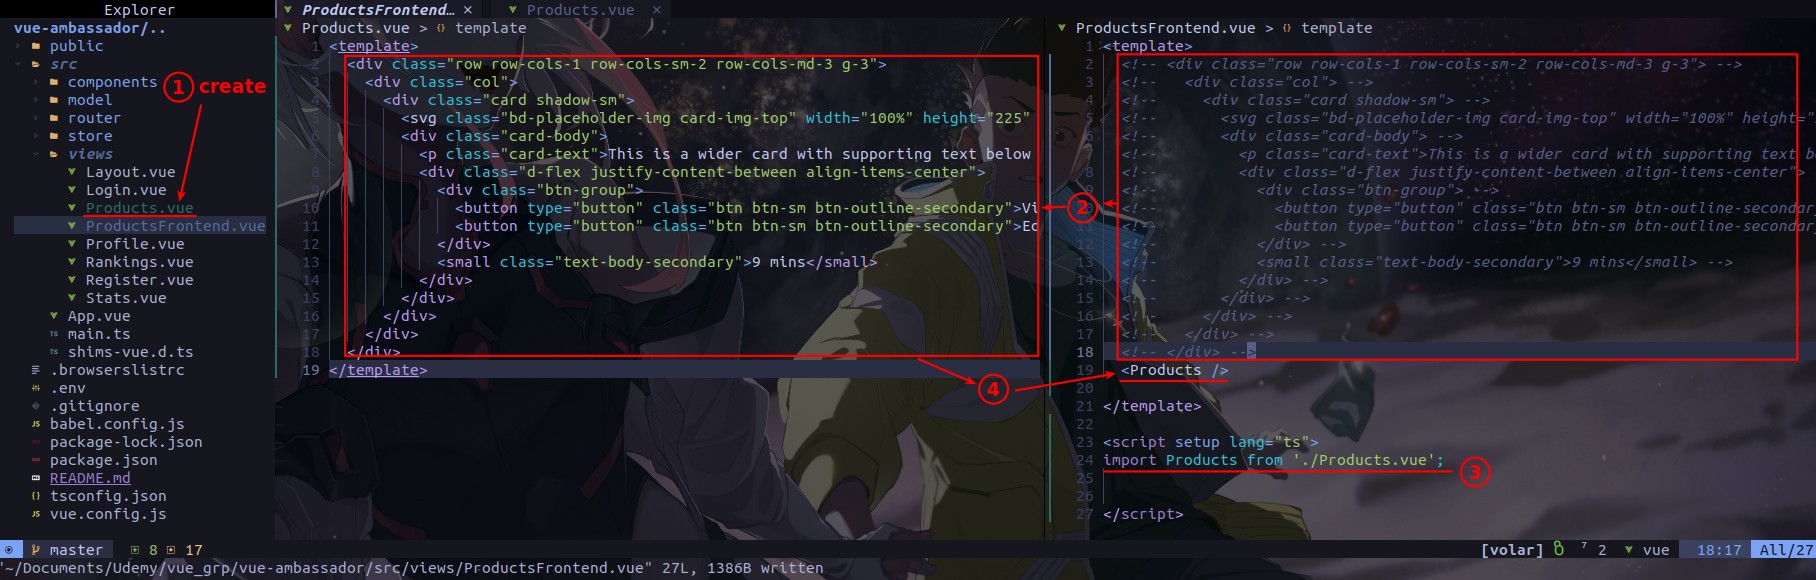 Explorer
vue-ambassador/..
public
src
components
model
router
store
views
Layout.vue
Login.vue
Products.vue
ProductsFrontend.vue
Profile.vue
Rankings.vue
Register.vue
Stats.vue
App.vue
TS main.ts
TS shims-vue.d.ts
.browserslistrc
.env
.gitignore
JS babel.config.js
package-lock.json
package.json
README.md
{} tsconfig.json
JS vue.config.js
1 create
ProductsFrontend… ×
Products.vue ×
Products.vue > {} template
1 <template>
2 <div class="row row-cols-1 row-cols-sm-2 row-cols-md-3 g-3">
3 <div class="col">
4 <div class="card shadow-sm">
5 <svg class="bd-placeholder-img card-img-top" width="100%" height="225"
6 <div class="card-body">
7 <p class="card-text">This is a wider card with supporting text below
8 <div class="d-flex justify-content-between align-items-center">
9 <div class="btn-group">
10 <button type="button" class="btn btn-sm btn-outline-secondary">Vi
11 <button type="button" class="btn btn-sm btn-outline-secondary">Ed
12 </div>
13 <small class="text-body-secondary">9 mins</small>
14 </div>
15 </div>
16 </div>
17 </div>
18 </div>
19 </template>
2
4
ProductsFrontend.vue > {} template
1 <template>
2 <!-- <div class="row row-cols-1 row-cols-sm-2 row-cols-md-3 g-3"> -->
3 <!-- <div class="col"> -->
4 <!-- <div class="card shadow-sm"> -->
5 <!-- <svg class="bd-placeholder-img card-img-top" width="100%" height="
6 <!-- <div class="card-body"> -->
7 <!-- <p class="card-text">This is a wider card with supporting text b
8 <!-- <div class="d-flex justify-content-between align-items-center">
9 <!-- <div class="btn-group"> -->
10 <!-- <button type="button" class="btn btn-sm btn-outline-secondar
11 <!-- <button type="button" class="btn btn-sm btn-outline-secondar
12 <!-- </div> -->
13 <!-- <small class="text-body-secondary">9 mins</small> -->
14 <!-- </div> -->
15 <!-- </div> -->
16 <!-- </div> -->
17 <!-- </div> -->
18 <!-- </div> -->
19 <Products />
20
21 </template>
22
23 <script setup lang="ts">
24 import Products from './Products.vue';
25
26
27 </script>
3
master 8 17
[volar] 7 2 vue 18:17 All/27
"~/Documents/Udemy/vue_grp/vue-ambassador/src/views/ProductsFrontend.vue" 27L, 1386B written